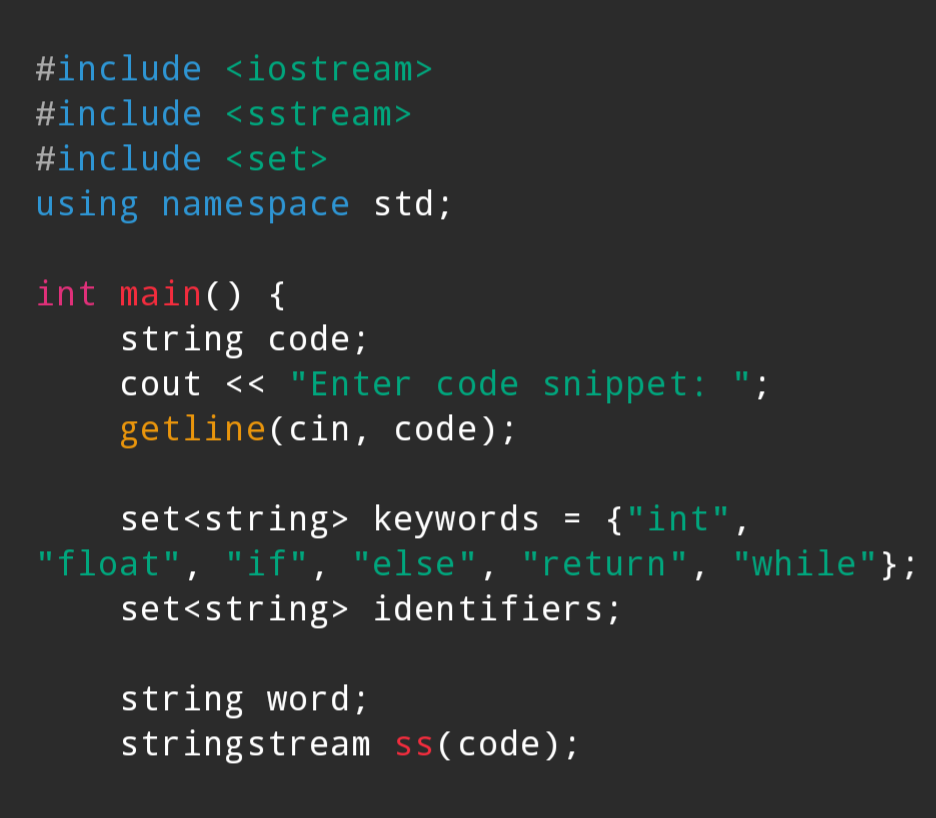 #include <iostream>
#include <sstream>
#include <set>
using namespace std;

int main() {
    string code;
    cout << "Enter code snippet: ";
    getline(cin, code);

    set<string> keywords = {"int",
"float", "if", "else", "return", "while"};
    set<string> identifiers;

    string word;
    stringstream ss(code);